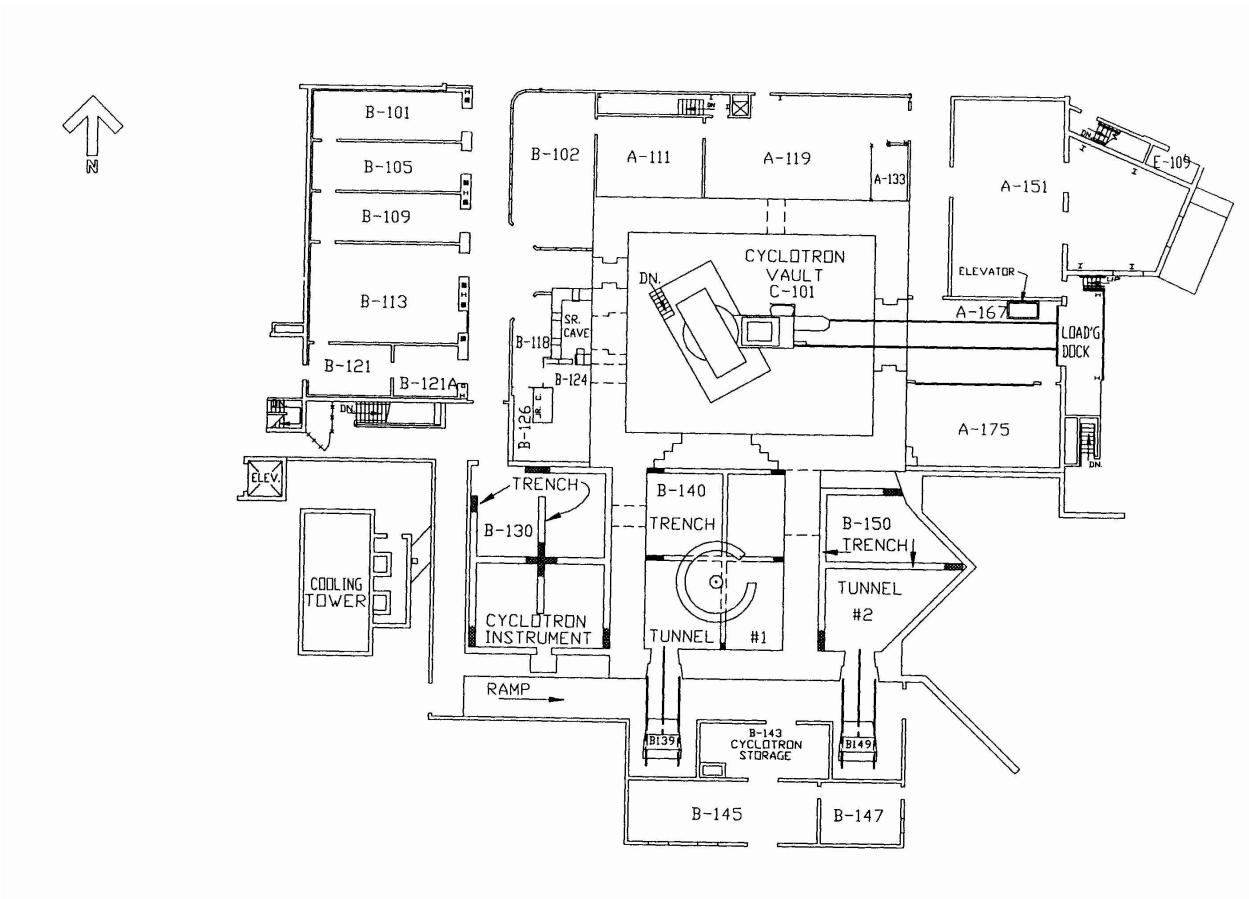 N
B-101
B-105
B-109
B-113
B-121
B-121A
DN.
DN.
B-102
A-111
DN
A-119
A-133
A-151
DN.
E-109
ELEVATOR
A-167
LOAD'G
DOCK
CYCLOTRON
VAULT
C-101
DN.
SR.
CAVE
B-118
B-124
B-126
R. C.
A-175
DN.
ELEV.
COOLING
TOWER
TRENCH
B-130
CYCLOTRON
INSTRUMENT
B-140
TRENCH
TUNNEL #1
B-150
TRENCH
TUNNEL
#2
RAMP
B139
B-143
CYCLOTRON
STORAGE
B149
B-145
B-147